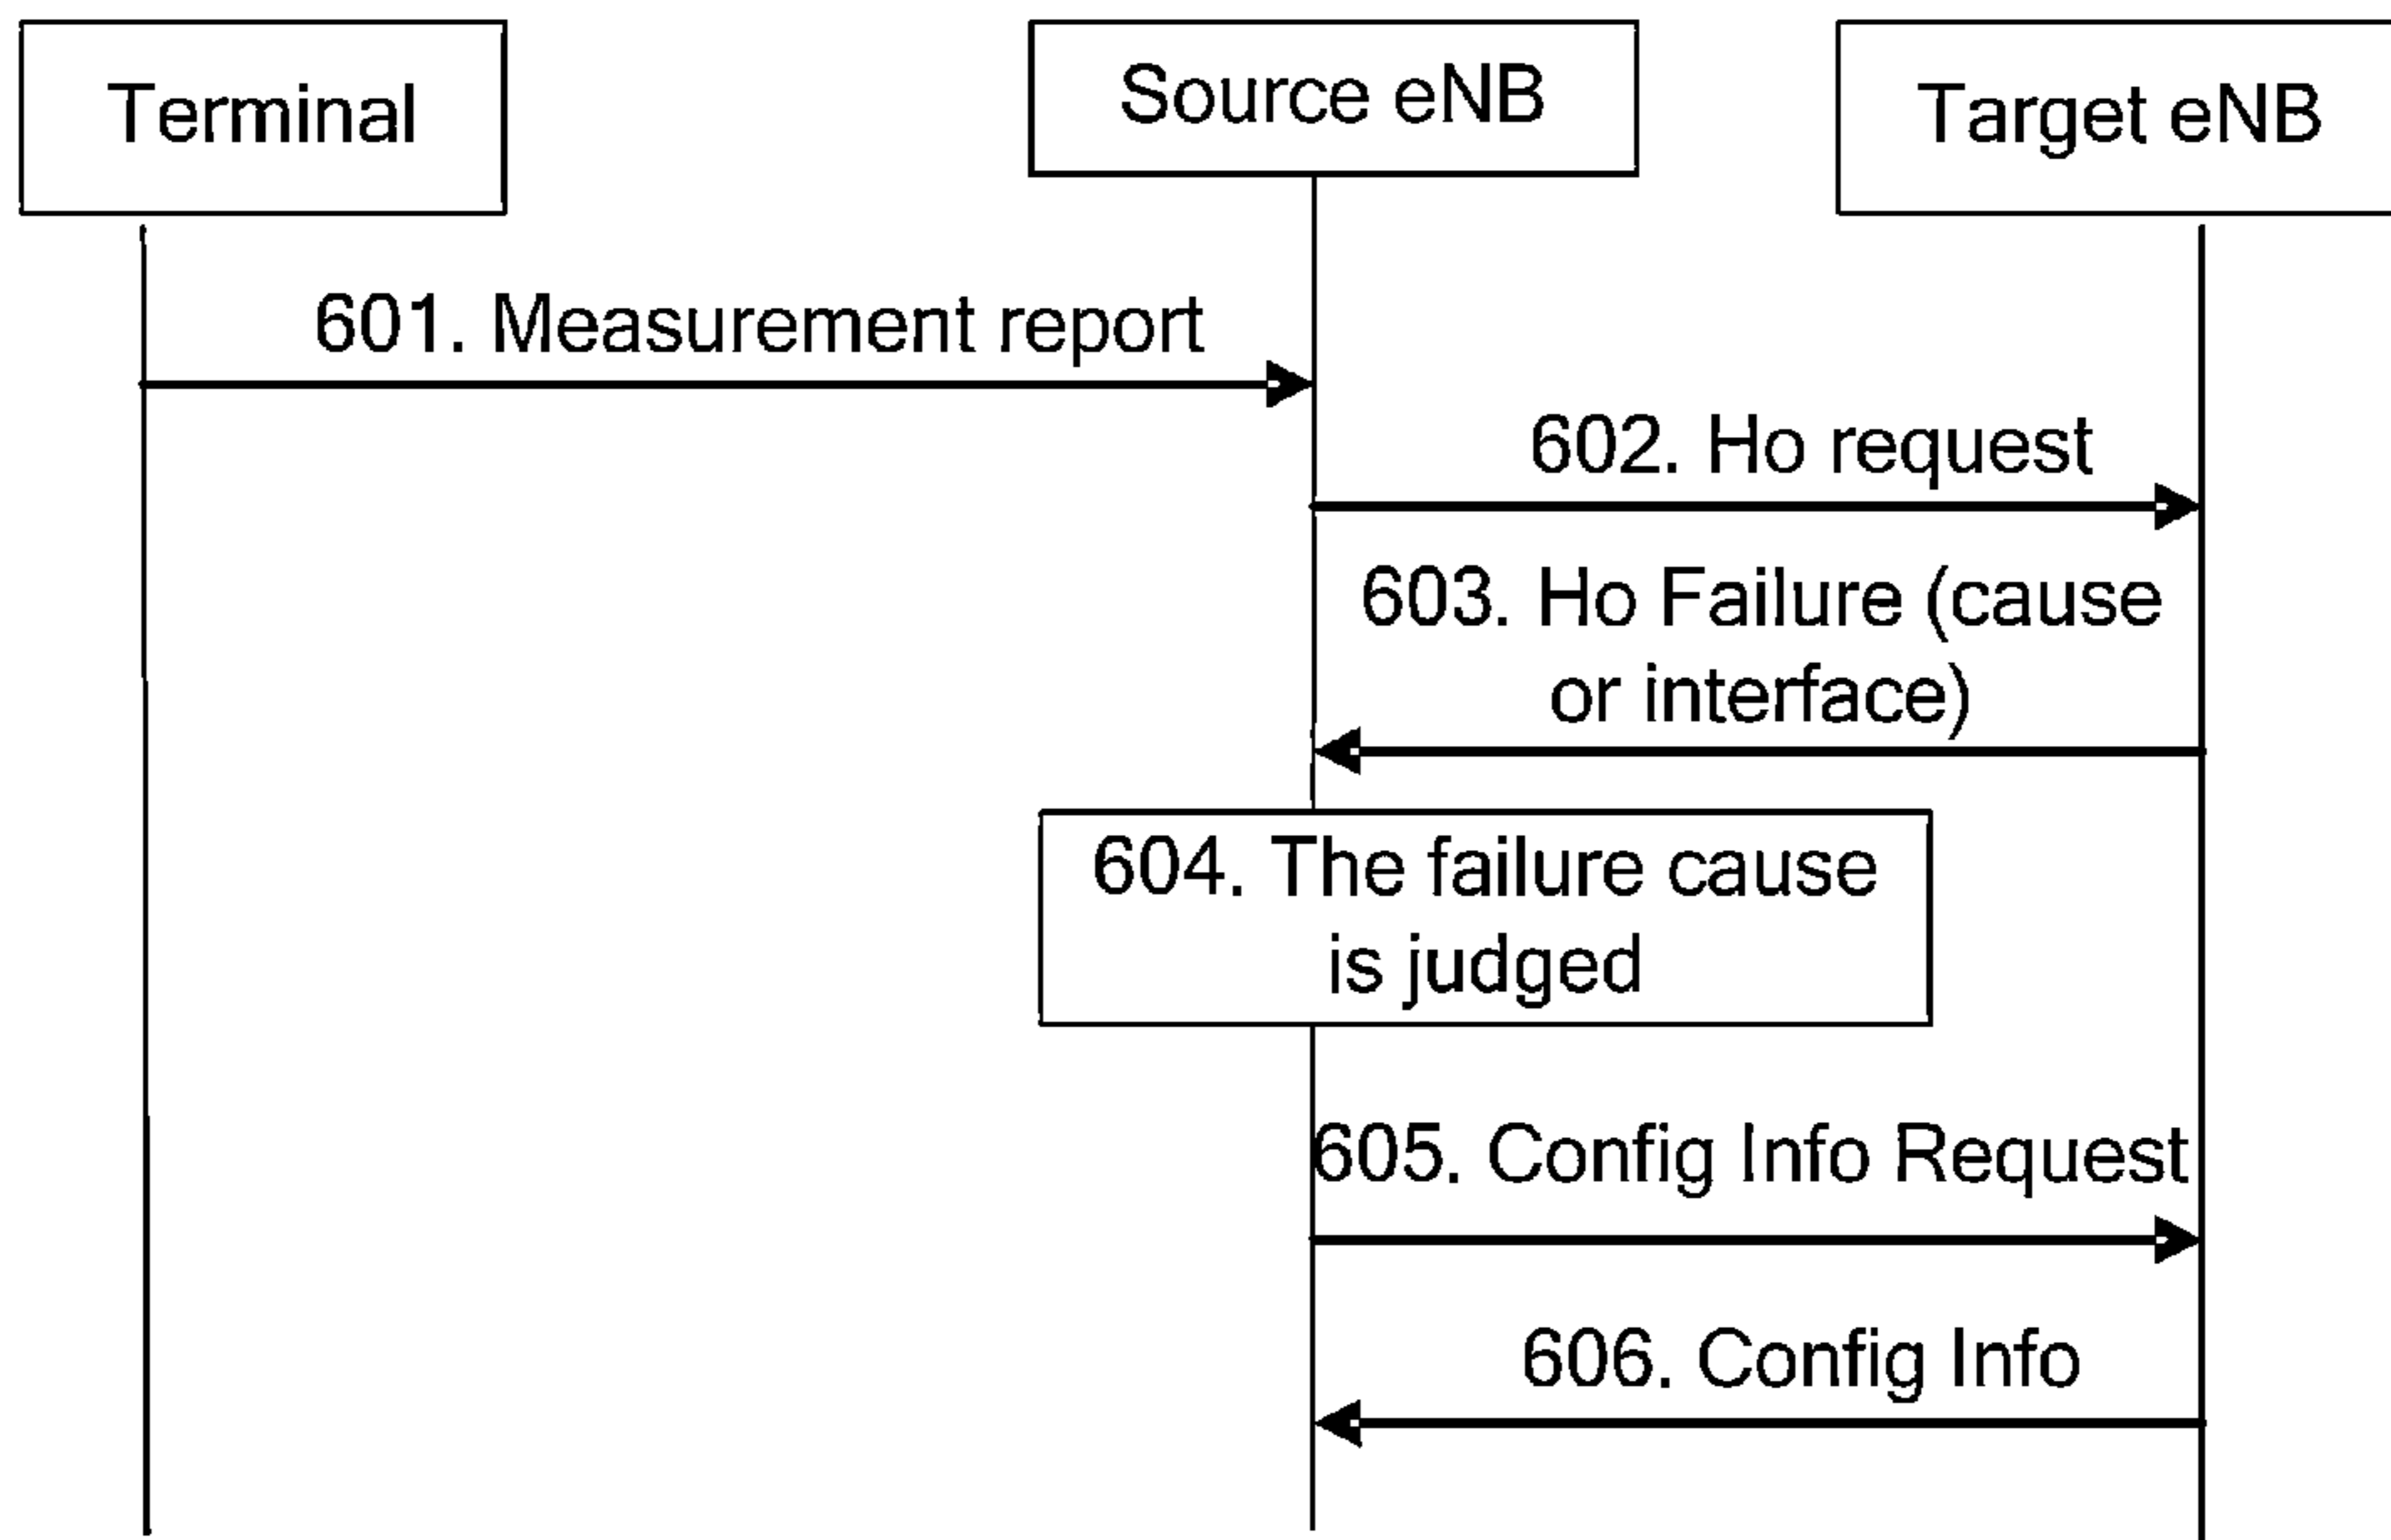 Terminal
Source eNB
Target eNB
601. Measurement report
602. Ho request
603. Ho Failure (cause
or interface)
604. The failure cause
is judged
605. Config Info Request
606. Config Info